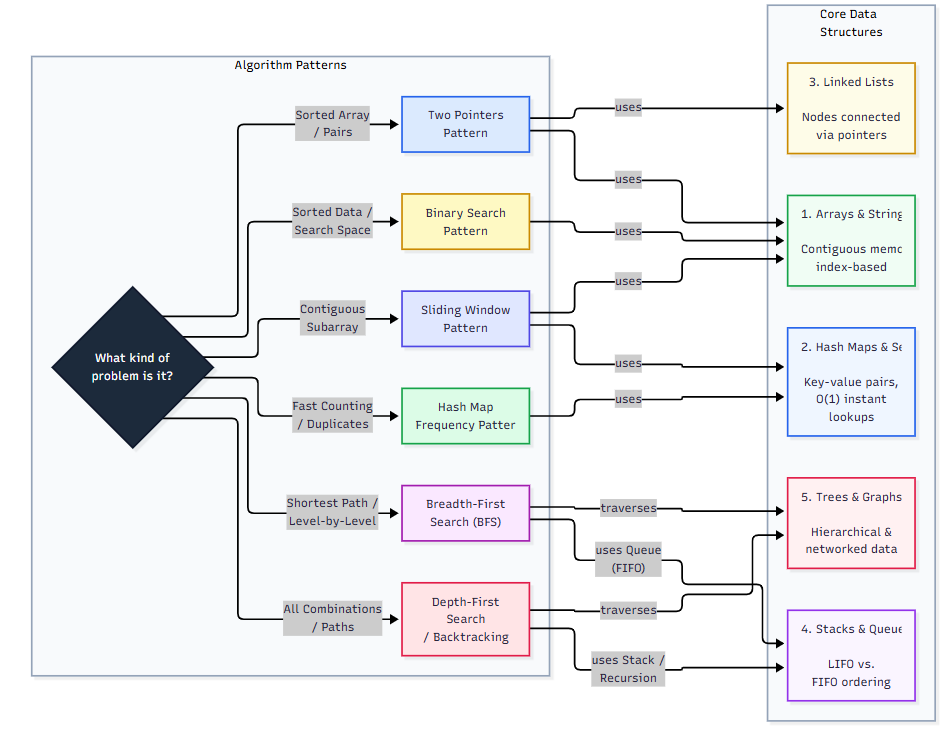 Core Data
Structures
Algorithm Patterns
What kind of
problem is it?
Sorted Array
/ Pairs
Two Pointers
Pattern
uses
uses
Sorted Data /
Search Space
Binary Search
Pattern
uses
Contiguous
Subarray
Sliding Window
Pattern
uses
uses
Fast Counting
/ Duplicates
Hash Map
Frequency Patter
uses
Shortest Path /
Level-by-Level
Breadth-First
Search (BFS)
traverses
uses Queue
(FIFO)
All Combinations
/ Paths
Depth-First
Search
/ Backtracking
traverses
uses Stack /
Recursion
3. Linked Lists
Nodes connected
via pointers
1. Arrays & String
Contiguous memo
index-based
2. Hash Maps & Se
Key-value pairs,
O(1) instant
lookups
5. Trees & Graphs
Hierarchical &
networked data
4. Stacks & Queue
LIFO vs.
FIFO ordering